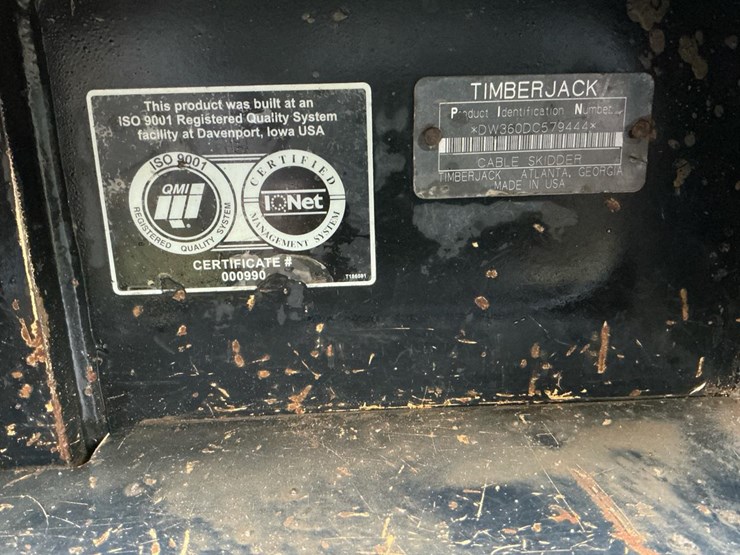 This product was built at an
ISO 9001 Registered Quality System
facility at Davenport, Iowa USA
ISO 9001
QMI
REGISTERED QUALITY SYSTEM
CERTIFIED
IQNet
MANAGEMENT SYSTEM
CERTIFICATE #
000990
TIMBERJACK
Product Identification Number
*DW360DC579444*
CABLE SKIDDER
TIMBERJACK ATLANTA, GEORGIA
MADE IN USA